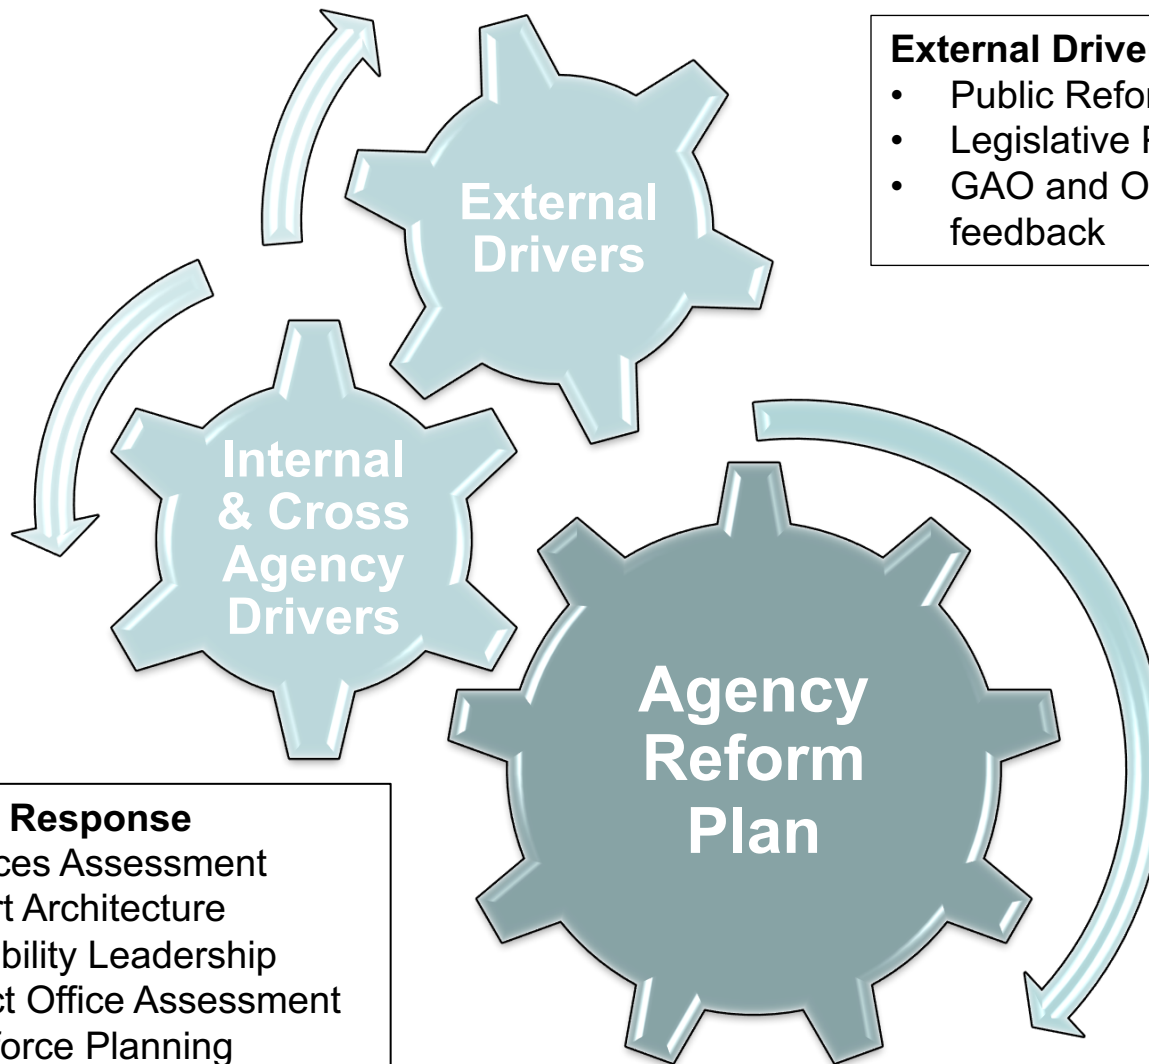 External
Drivers
External Drive
• Public Refor
• Legislative
• GAO and O
feedback
Internal
& Cross
Agency
Drivers
Agency
Reform
Plan
Response
ces Assessment
rt Architecture
bility Leadership
ct Office Assessment
force Planning